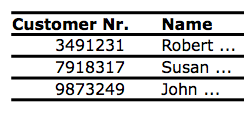 Customer Nr. Name
3491231 Robert ...
7918317 Susan ...
9873249 John ...